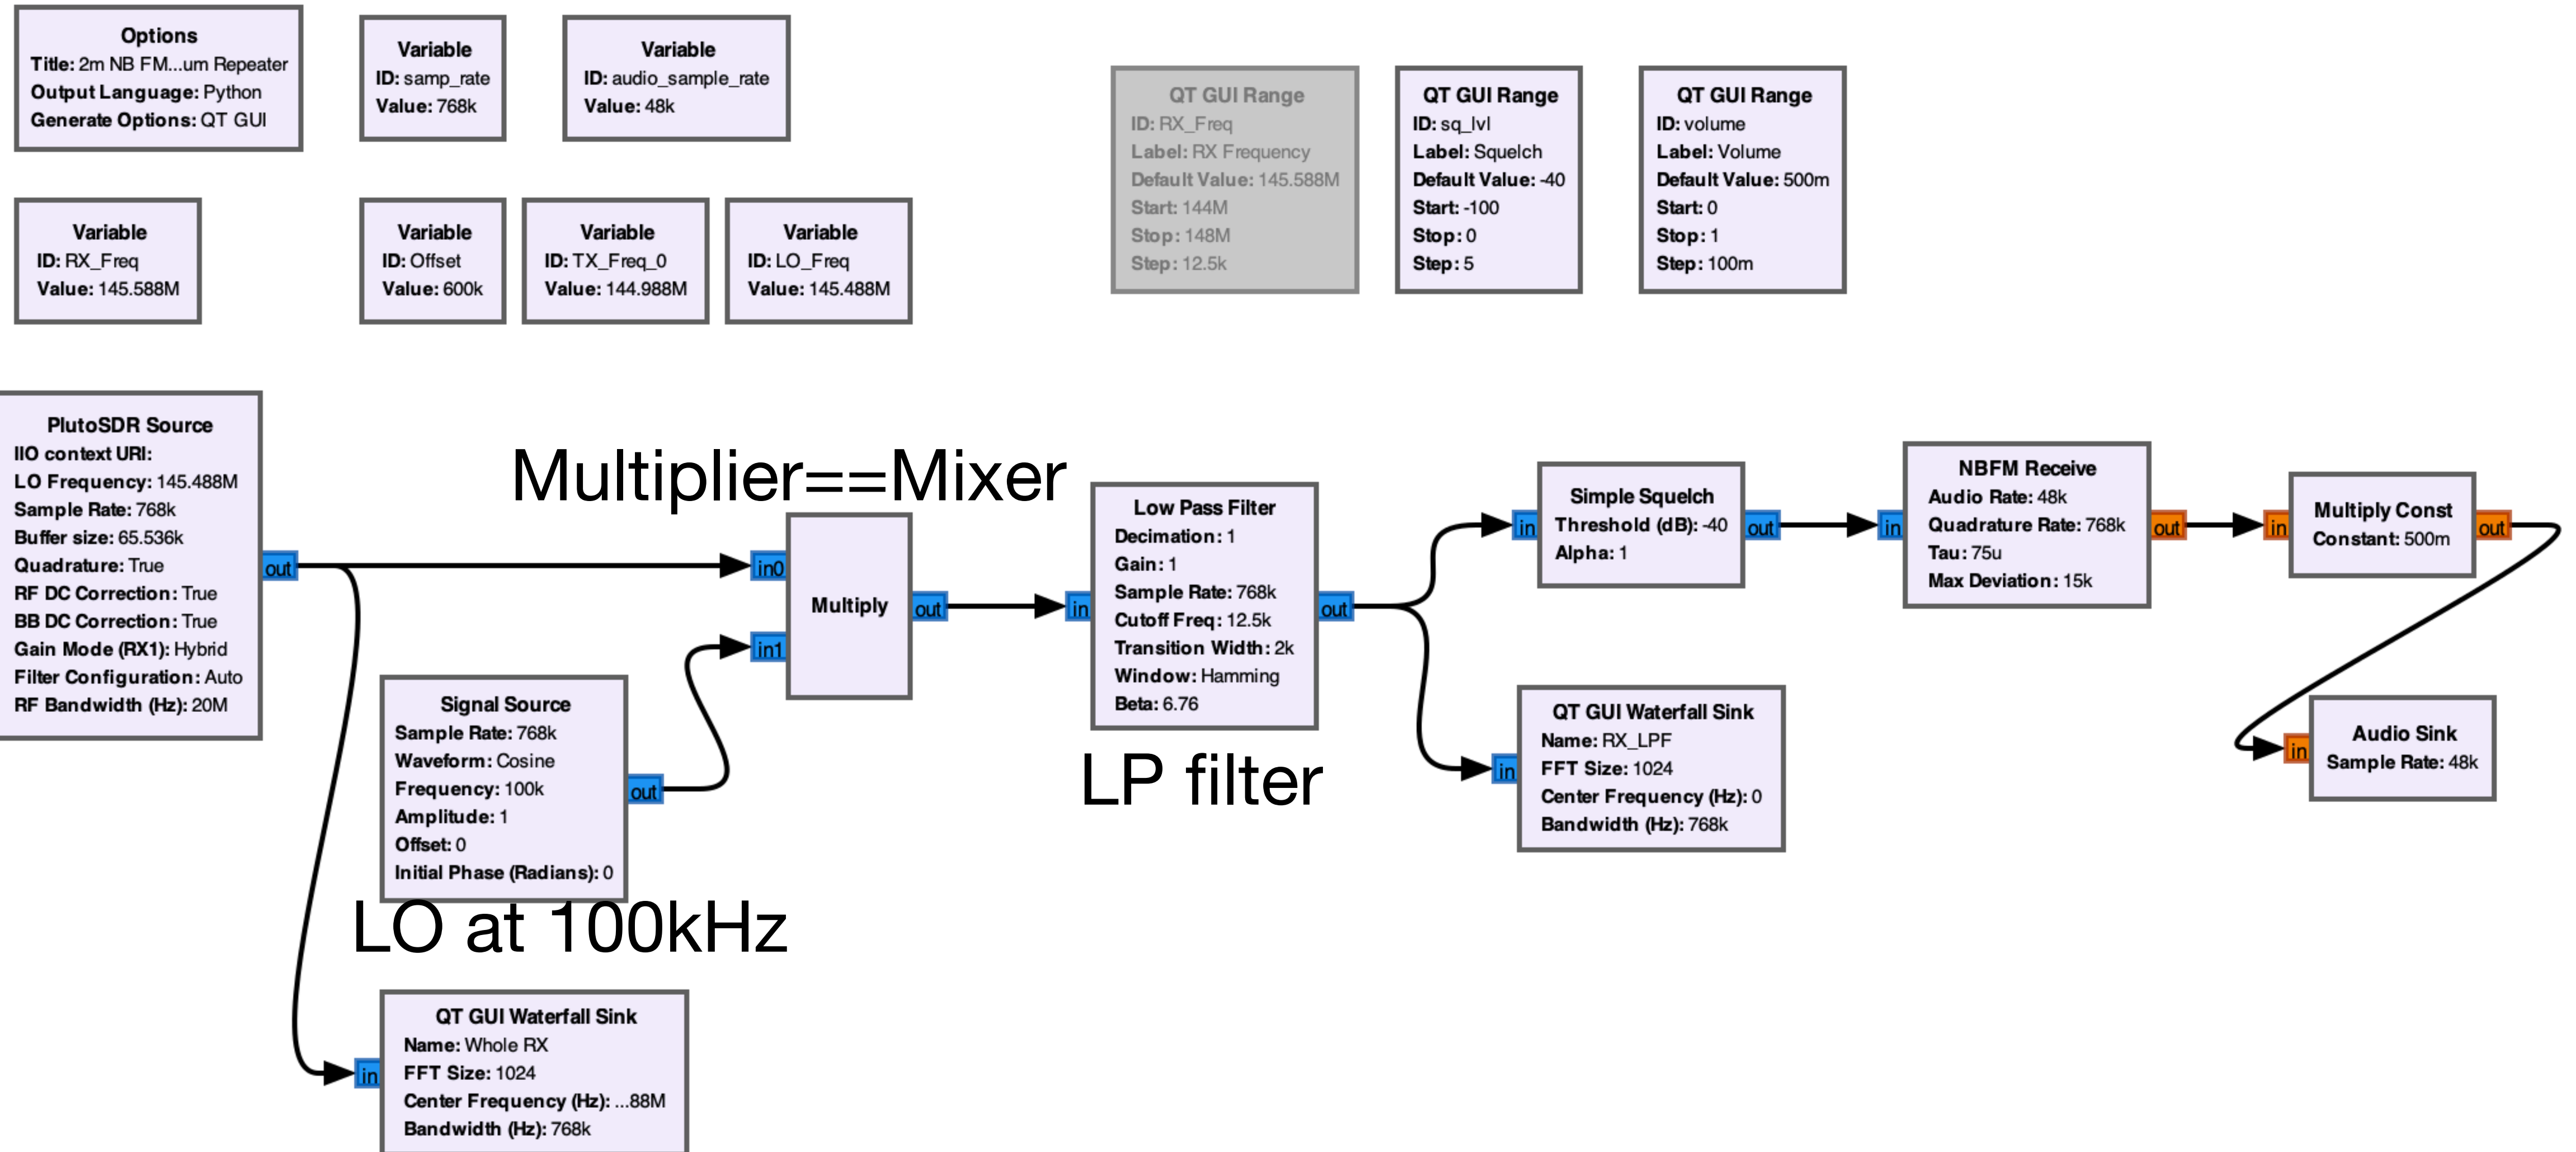 Options
Title: 2m NB FM...um Repeater
Output Language: Python
Generate Options: QT GUI
Variable
ID: samp_rate
Value: 768k
Variable
ID: audio_sample_rate
Value: 48k
QT GUI Range
ID: RX_Freq
Label: RX Frequency
Default Value: 145.588M
Start: 144M
Stop: 148M
Step: 12.5k
QT GUI Range
ID: sq_lvl
Label: Squelch
Default Value: -40
Start: -100
Stop: 0
Step: 5
QT GUI Range
ID: volume
Label: Volume
Default Value: 500m
Start: 0
Stop: 1
Step: 100m
Variable
ID: RX_Freq
Value: 145.588M
Variable
ID: Offset
Value: 600k
Variable
ID: TX_Freq_0
Value: 144.988M
Variable
ID: LO_Freq
Value: 145.488M
PlutoSDR Source
IIO context URI:
LO Frequency: 145.488M
Sample Rate: 768k
Buffer size: 65.536k
Quadrature: True
RF DC Correction: True
BB DC Correction: True
Gain Mode (RX1): Hybrid
Filter Configuration: Auto
RF Bandwidth (Hz): 20M
out
Multiplier==Mixer
in0
in1
Multiply
out
Signal Source
Sample Rate: 768k
Waveform: Cosine
Frequency: 100k
Amplitude: 1
Offset: 0
Initial Phase (Radians): 0
out
LO at 100kHz
in
QT GUI Waterfall Sink
Name: Whole RX
FFT Size: 1024
Center Frequency (Hz): ...88M
Bandwidth (Hz): 768k
in
Low Pass Filter
Decimation: 1
Gain: 1
Sample Rate: 768k
Cutoff Freq: 12.5k
Transition Width: 2k
Window: Hamming
Beta: 6.76
out
LP filter
in
Simple Squelch
Threshold (dB): -40
Alpha: 1
out
in
QT GUI Waterfall Sink
Name: RX_LPF
FFT Size: 1024
Center Frequency (Hz): 0
Bandwidth (Hz): 768k
in
NBFM Receive
Audio Rate: 48k
Quadrature Rate: 768k
Tau: 75u
Max Deviation: 15k
out
in
Multiply Const
Constant: 500m
out
in
Audio Sink
Sample Rate: 48k